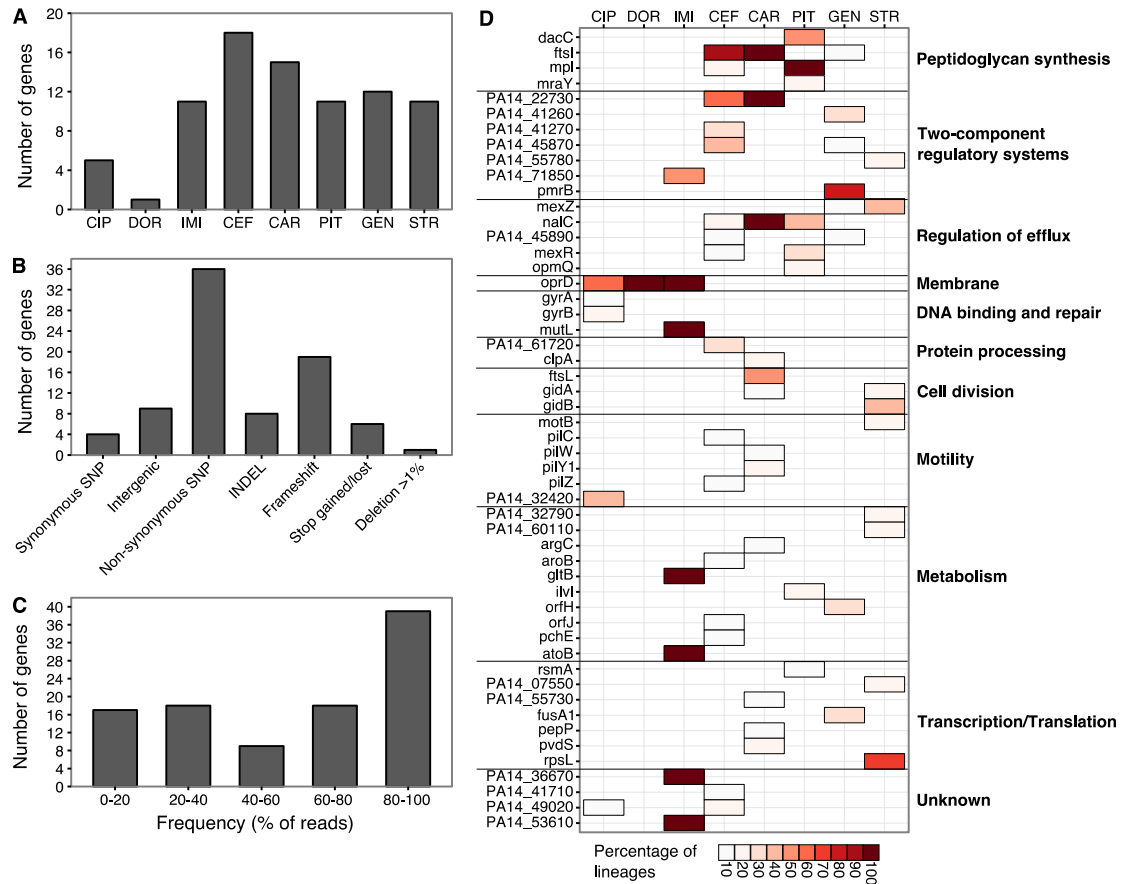 A
Number of genes
20
16
12
8
4
0
CIP DOR IMI CEF CAR PIT GEN STR
B
Number of genes
36
32
28
24
20
16
12
8
4
0
Synonymous SNP
Intergenic
Non-synonymous SNP
INDEL
Frameshift
Stop gained/lost
Deletion >1%
C
Number of genes
40
36
32
28
24
20
16
12
8
4
0
0-20 20-40 40-60 60-80 80-100
Frequency (% of reads)
D
CIP DOR IMI CEF CAR PIT GEN STR
dacC
ftsI
mpl
mraY
Peptidoglycan synthesis
PA14_22730
PA14_41260
PA14_41270
PA14_45870
PA14_55780
PA14_71850
pmrB
Two-component
regulatory systems
mexZ
nalC
PA14_45890
mexR
opmQ
Regulation of efflux
oprD
Membrane
gyrA
gyrB
mutL
DNA binding and repair
PA14_61720
clpA
Protein processing
ftsL
gidA
gidB
Cell division
motB
pilC
pilW
pilY1
pilZ
PA14_32420
Motility
PA14_32790
PA14_60110
argC
aroB
gltB
ilvI
orfH
orfJ
pchE
atoB
Metabolism
rsmA
PA14_07550
PA14_55730
fusA1
pepP
pvdS
rpsL
Transcription/Translation
PA14_36670
PA14_41710
PA14_49020
PA14_53610
Unknown
Percentage of
lineages
10 20 30 40 50 60 70 80 90 100